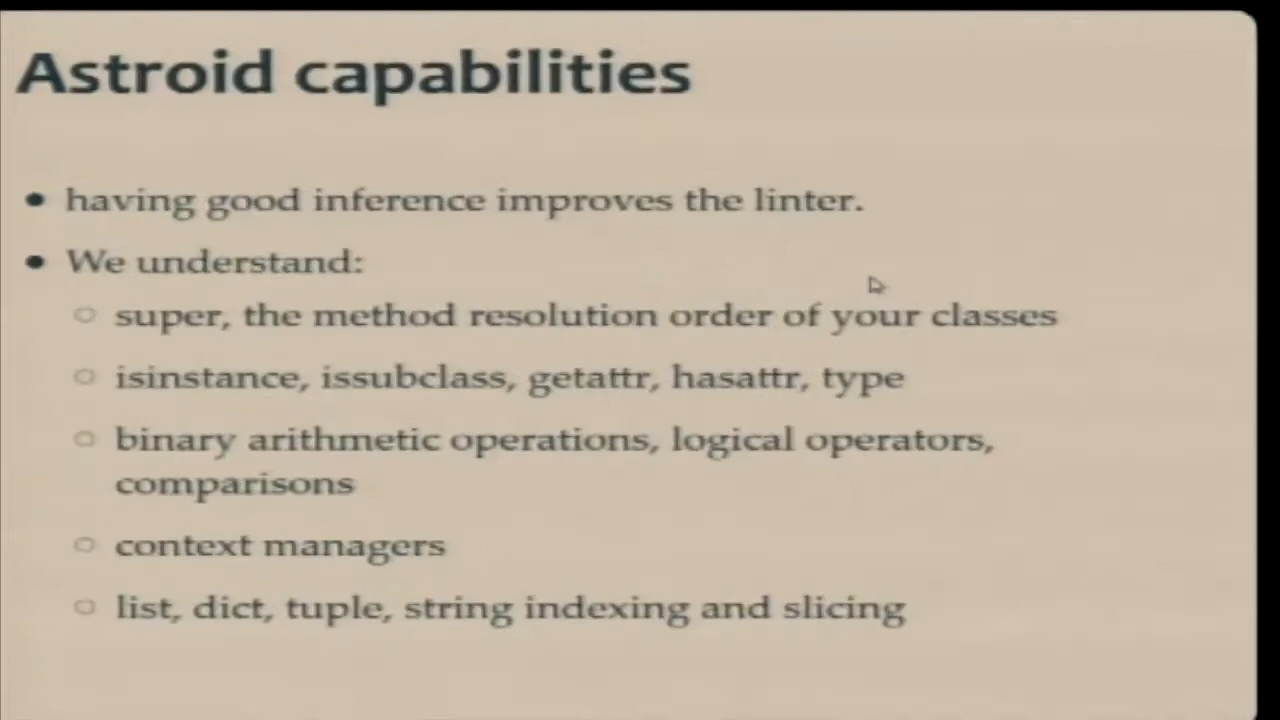 Astroid capabilities
having good inference improves the linter.
We understand:
super, the method resolution order of your classes
isinstance, issubclass, getattr, hasattr, type
binary arithmetic operations, logical operators,
comparisons
context managers
list, dict, tuple, string indexing and slicing